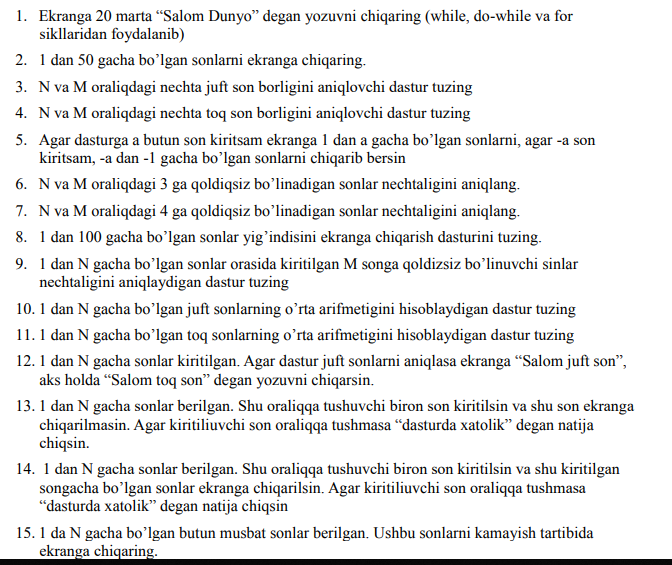 1. Ekranga 20 marta “Salom Dunyo” degan yozuvni chiqaring (while, do-while va for
sikllaridan foydalanib)
2. 1 dan 50 gacha bo’lgan sonlarni ekranga chiqaring.
3. N va M oraliqdagi nechta juft son borligini aniqlovchi dastur tuzing
4. N va M oraliqdagi nechta toq son borligini aniqlovchi dastur tuzing
5. Agar dasturga a butun son kiritsam ekranga 1 dan a gacha bo’lgan sonlarni, agar -a son
kiritsam, -a dan -1 gacha bo’lgan sonlarni chiqarib bersin
6. N va M oraliqdagi 3 ga qoldiqsiz bo’linadigan sonlar nechtaligini aniqlang.
7. N va M oraliqdagi 4 ga qoldiqsiz bo’linadigan sonlar nechtaligini aniqlang.
8. 1 dan 100 gacha bo’lgan sonlar yig’indisini ekranga chiqarish dasturini tuzing.
9. 1 dan N gacha bo’lgan sonlar orasida kiritilgan M songa qoldizsiz bo’linuvchi sinlar
nechtaligini aniqlaydigan dastur tuzing
10. 1 dan N gacha bo’lgan juft sonlarning o’rta arifmetigini hisoblaydigan dastur tuzing
11. 1 dan N gacha bo’lgan toq sonlarning o’rta arifmetigini hisoblaydigan dastur tuzing
12. 1 dan N gacha sonlar kiritilgan. Agar dastur juft sonlarni aniqlasa ekranga “Salom juft son”,
aks holda “Salom toq son” degan yozuvni chiqarsin.
13. 1 dan N gacha sonlar berilgan. Shu oraliqqa tushuvchi biron son kiritilsin va shu son ekranga
chiqarilmasin. Agar kiritiliuvchi son oraliqqa tushmasa “dasturda xatolik” degan natija
chiqsin.
14. 1 dan N gacha sonlar berilgan. Shu oraliqqa tushuvchi biron son kiritilsin va shu kiritilgan
songacha bo’lgan sonlar ekranga chiqarilsin. Agar kiritiliuvchi son oraliqqa tushmasa
“dasturda xatolik” degan natija chiqsin
15. 1 da N gacha bo’lgan butun musbat sonlar berilgan. Ushbu sonlarni kamayish tartibida
ekranga chiqaring.